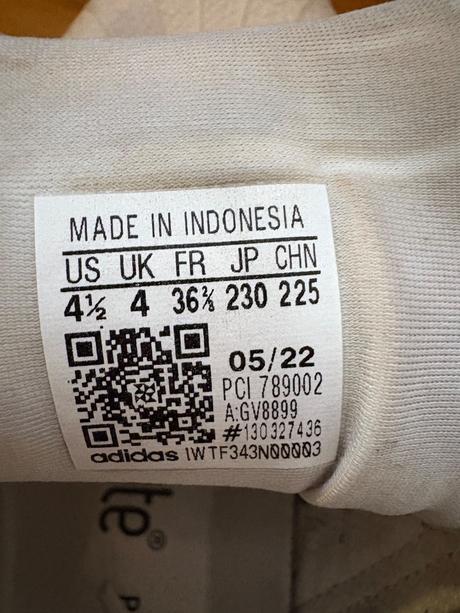 MADE IN INDONESIA
US UK FR JP CHN
4½ 4 36⅔ 230 225
05/22
PCI 789002
A:GV8899
#130327436
adidas IWTF343N00003
te®